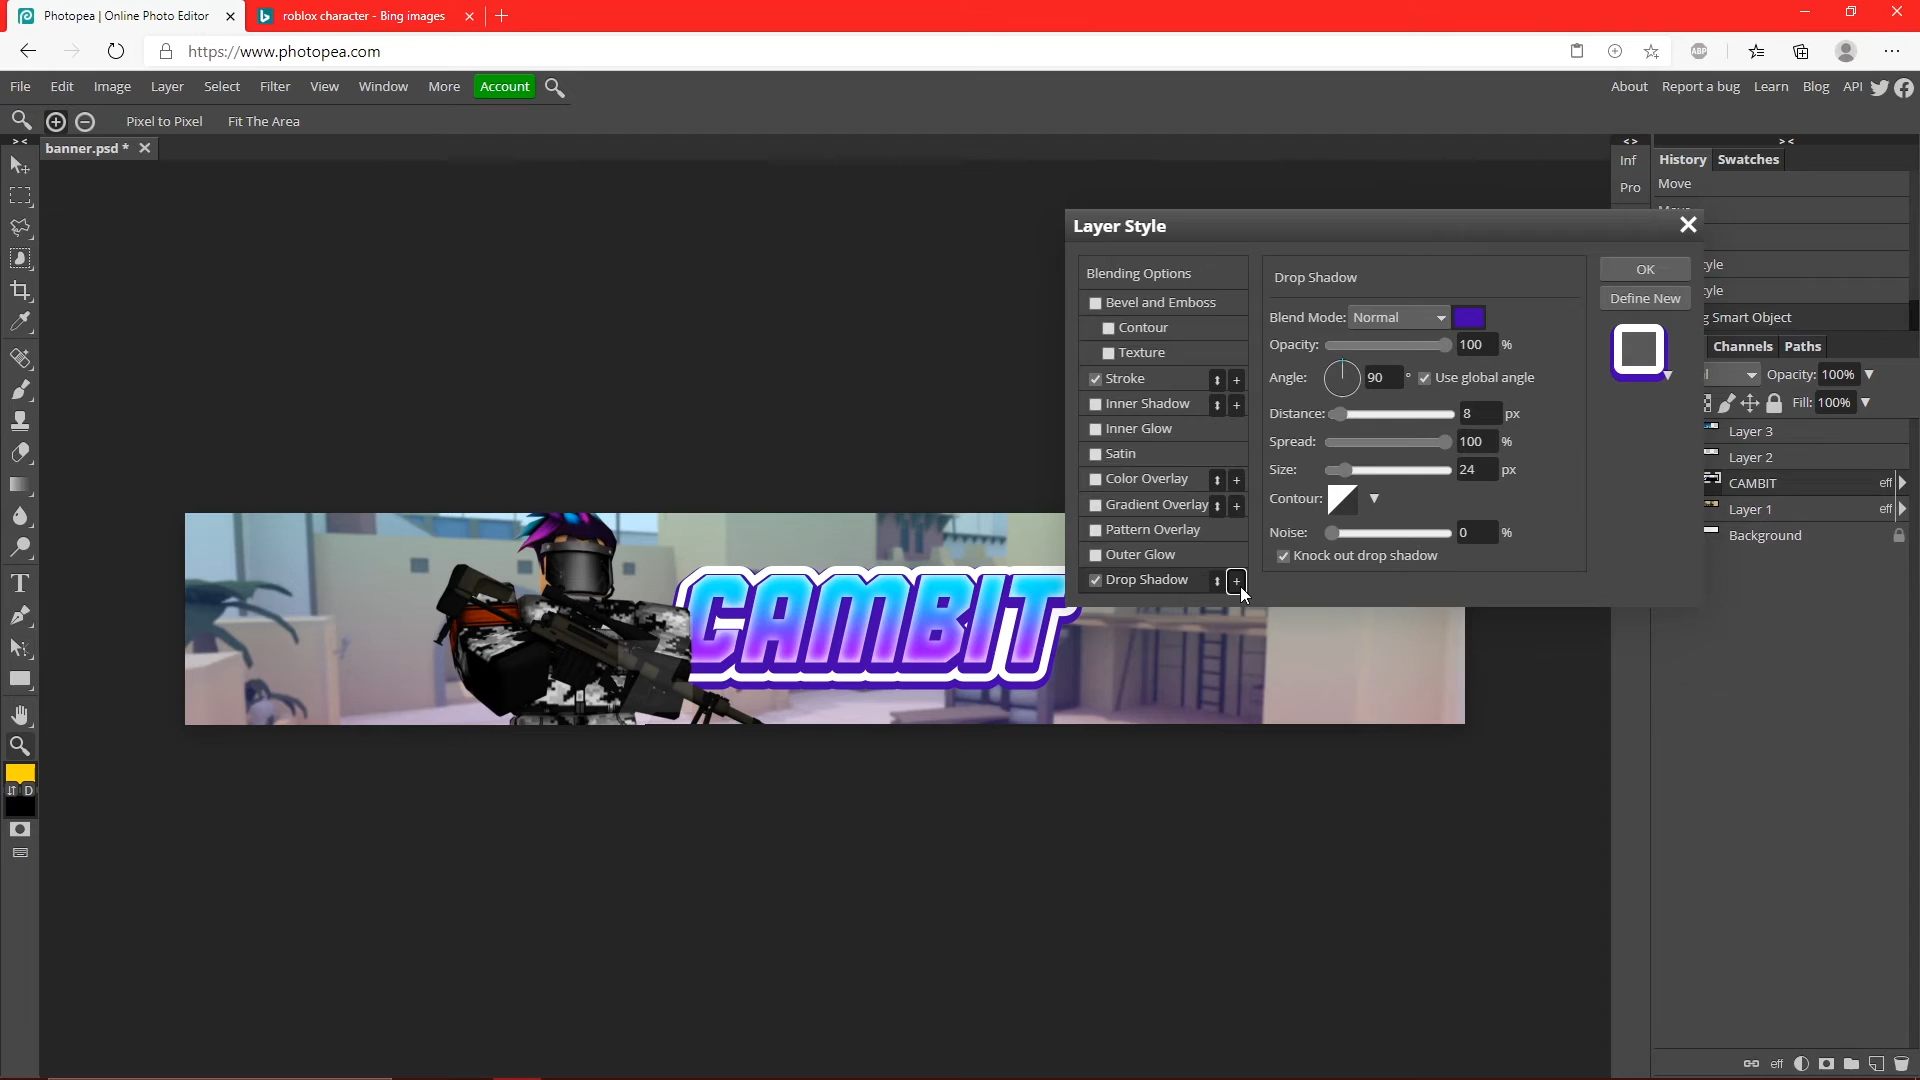 Photopea | Online Photo Editor
roblox character - Bing images
https://www.photopea.com
ABP
File Edit Image Layer Select Filter View Window More Account
About Report a bug Learn Blog API
Pixel to Pixel Fit The Area
banner.psd *
Inf
Pro
History Swatches
Move
Layer Style
Blending Options
Bevel and Emboss
Contour
Texture
Stroke
Inner Shadow
Inner Glow
Satin
Color Overlay
Gradient Overlay
Pattern Overlay
Outer Glow
Drop Shadow
Drop Shadow
Blend Mode: Normal
Opacity: 100 %
Angle: 90 ° Use global angle
Distance: 8 px
Spread: 100 %
Size: 24 px
Contour:
Noise: 0 %
Knock out drop shadow
OK
Define New
tyle
tyle
g Smart Object
Channels Paths
Opacity: 100%
Fill: 100%
Layer 3
Layer 2
CAMBIT eff
Layer 1 eff
Background
CAMBIT
T
D
eff